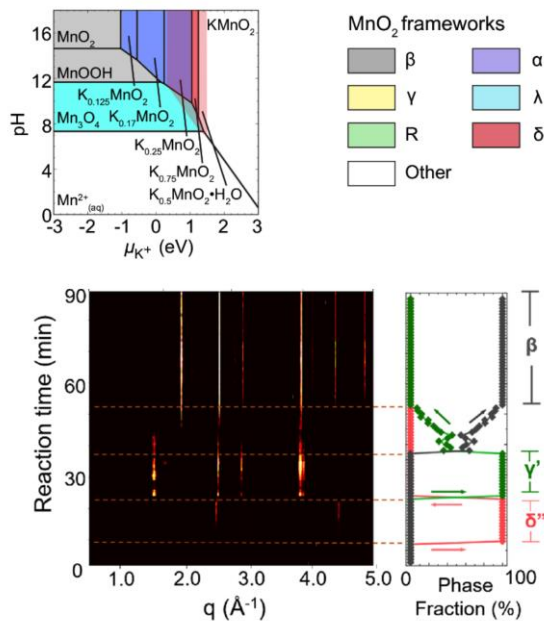 MnO2
MnOOH
K0.125MnO2
Mn3O4
K0.17MnO2
K0.25MnO2
K0.75MnO2
K0.5MnO2•H2O
Mn2+(aq)
KMnO2
pH
18
12
8
4
0
-3 -2 -1 0 1 2 3
μK+ (eV)
MnO2 frameworks
β α
γ λ
R δ
Other
Reaction time (min)
90
60
30
0
1.0 2.0 3.0 4.0 5.0
q (Å-1)
β
γ'
δ"
0 100
Phase
Fraction (%)